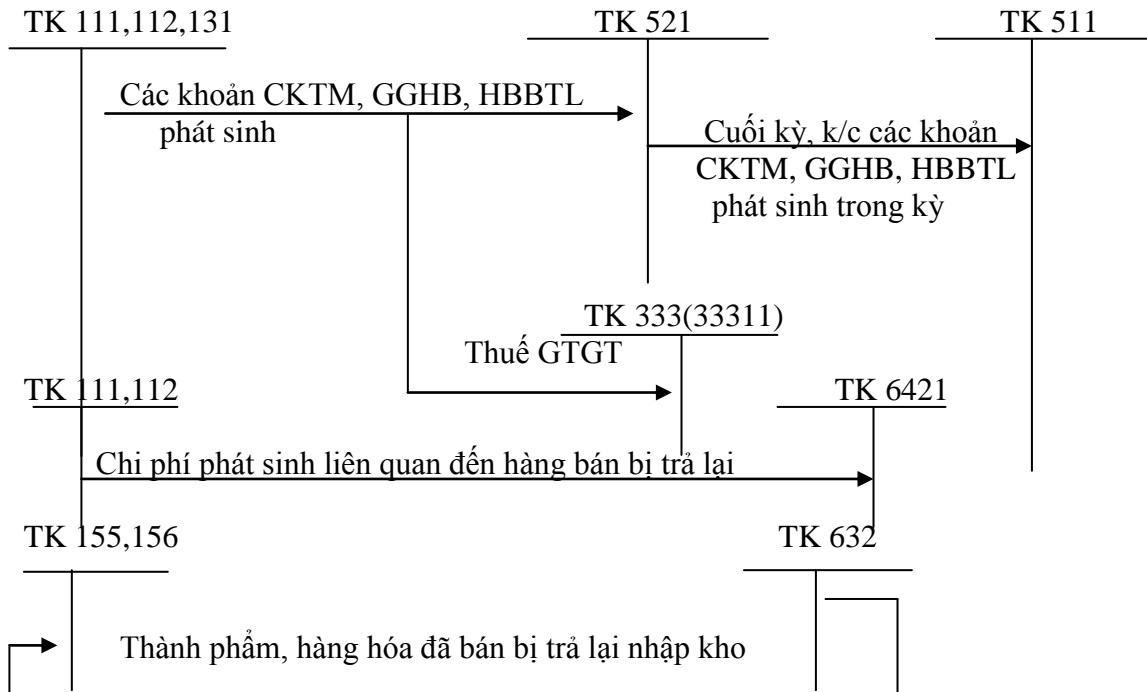 TK 111,112,131
TK 521
TK 511
Các khoản CKTM, GGHB, HBBTL
phát sinh
Cuối kỳ, k/c các khoản
CKTM, GGHB, HBBTL
phát sinh trong kỳ
TK 333(33311)
Thuế GTGT
TK 111,112
TK 6421
Chi phí phát sinh liên quan đến hàng bán bị trả lại
TK 155,156
TK 632
Thành phẩm, hàng hóa đã bán bị trả lại nhập kho